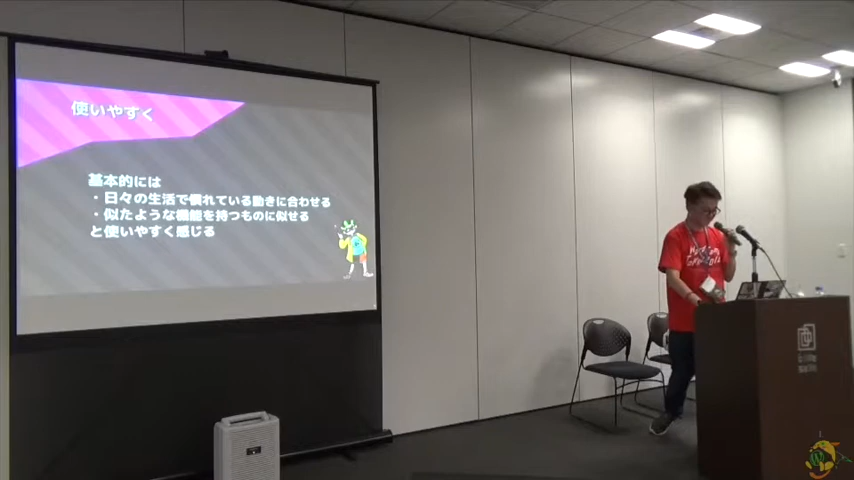 使いやすく
基本的には
・日々の生活で慣れている動きに合わせる
・似たような機能を持つものに似せる
と使いやすく感じる